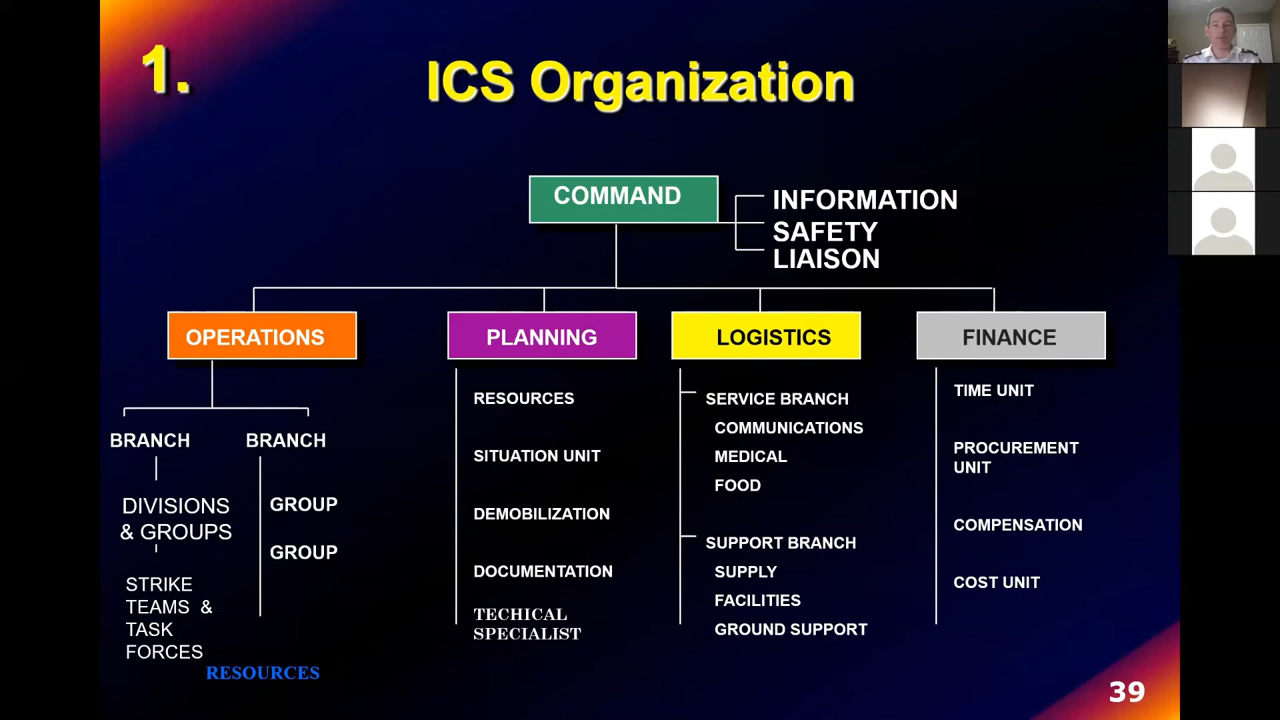 1.
ICS Organization
COMMAND
INFORMATION
SAFETY
LIAISON
OPERATIONS
PLANNING
LOGISTICS
FINANCE
BRANCH
BRANCH
DIVISIONS
& GROUPS
GROUP
GROUP
STRIKE
TEAMS &
TASK
FORCES
RESOURCES
RESOURCES
SITUATION UNIT
DEMOBILIZATION
DOCUMENTATION
TECHICAL
SPECIALIST
SERVICE BRANCH
COMMUNICATIONS
MEDICAL
FOOD
SUPPORT BRANCH
SUPPLY
FACILITIES
GROUND SUPPORT
TIME UNIT
PROCUREMENT
UNIT
COMPENSATION
COST UNIT
39